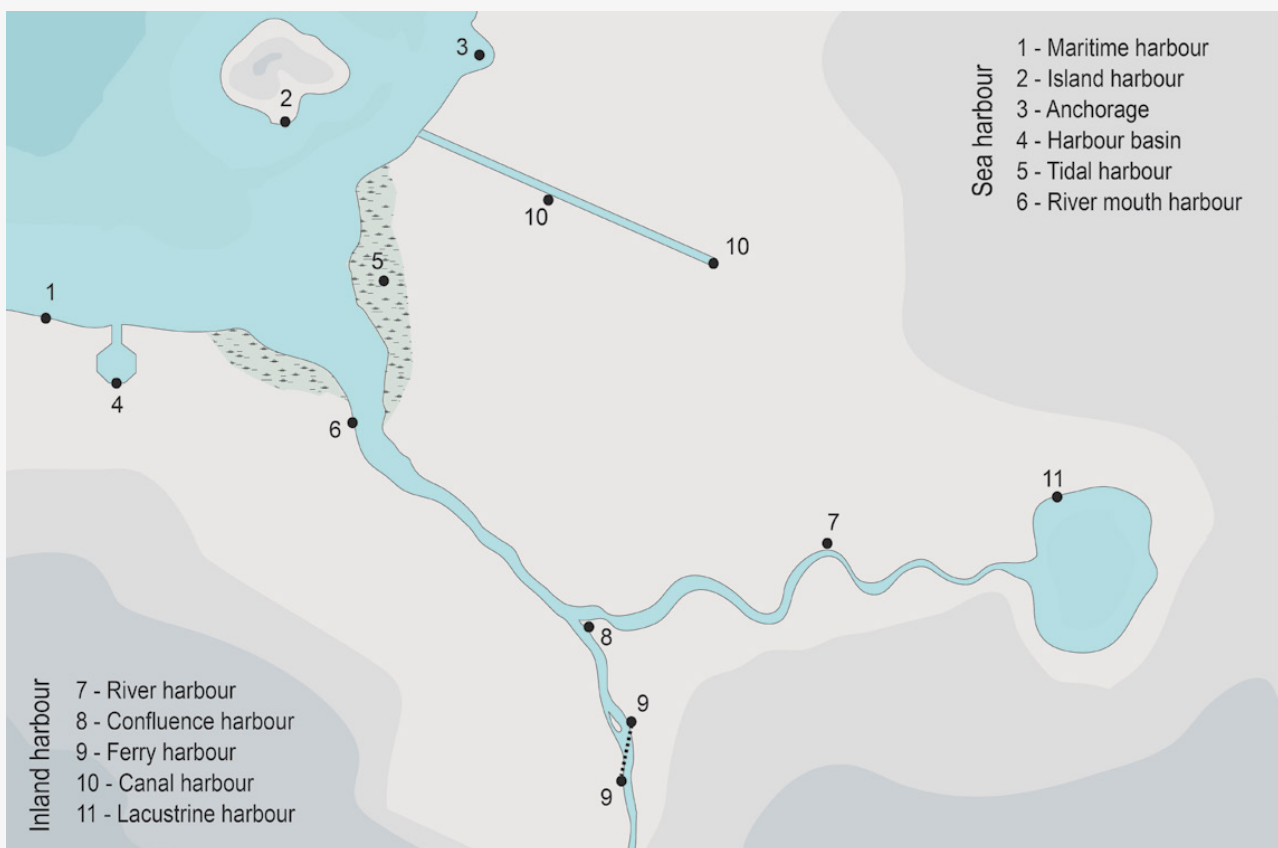 3
2
1 - Maritime harbour
2 - Island harbour
3 - Anchorage
4 - Harbour basin
5 - Tidal harbour
6 - River mouth harbour
Sea harbour
10
10
5
1
4
6
11
7
8
9
9
Inland harbour
7 - River harbour
8 - Confluence harbour
9 - Ferry harbour
10 - Canal harbour
11 - Lacustrine harbour